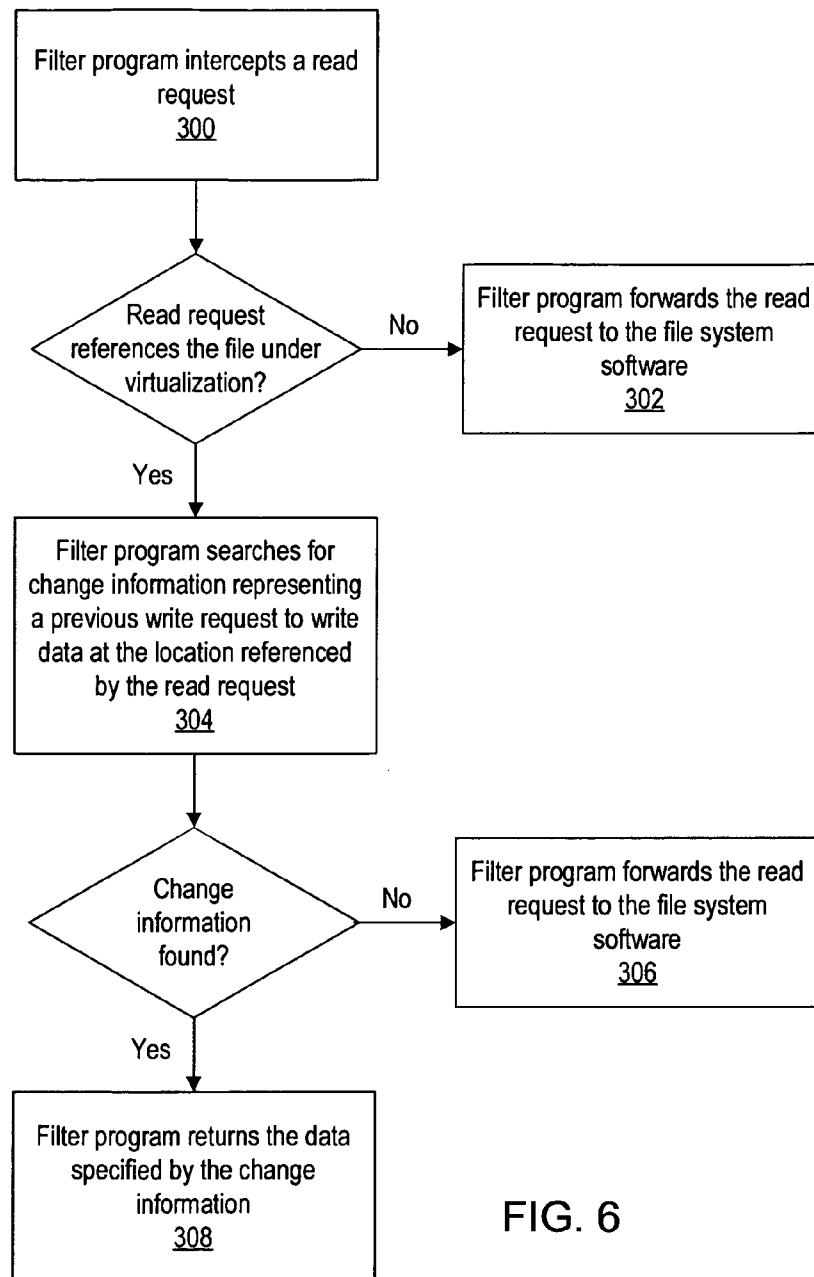 Filter program intercepts a read
request
300
Read request
references the file under
virtualization?
No
Filter program forwards the read
request to the file system
software
302
Yes
Filter program searches for
change information representing
a previous write request to write
data at the location referenced
by the read request
304
Change
information
found?
No
Filter program forwards the read
request to the file system
software
306
Yes
Filter program returns the data
specified by the change
information
308
FIG. 6